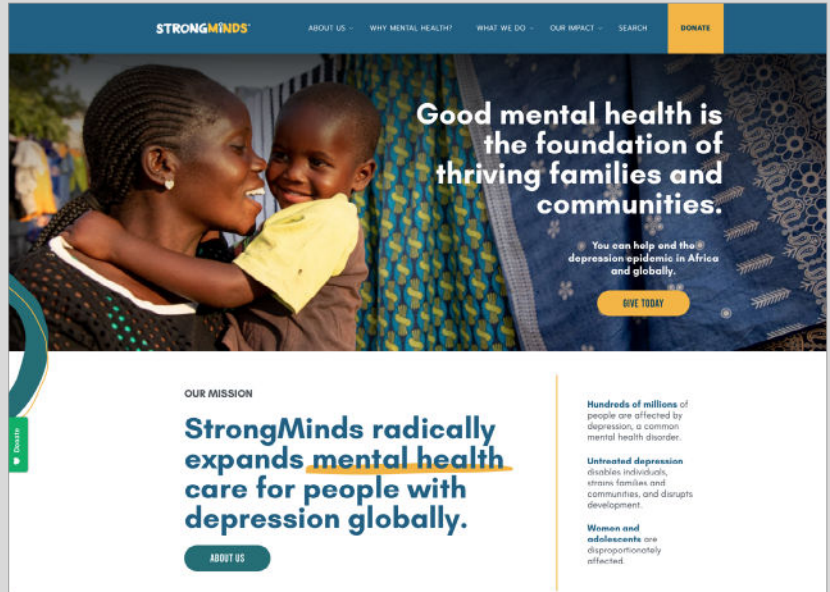 STRONGMINDS
ABOUT US
WHY MENTAL HEALTH?
WHAT WE DO
OUR IMPACT
SEARCH
DONATE
Good mental health is
the foundation of
thriving families and
communities.
You can help end the
depression epidemic in Africa
and globally.
GIVE TODAY
Donate
OUR MISSION
StrongMinds radically
expands mental health
care for people with
depression globally.
ABOUT US
Hundreds of millions of
people are affected by
depression, a common
mental health disorder.
Untreated depression
disables individuals,
strains families and
communities, and disrupts
development.
Women and
adolescents are
disproportionately
affected.